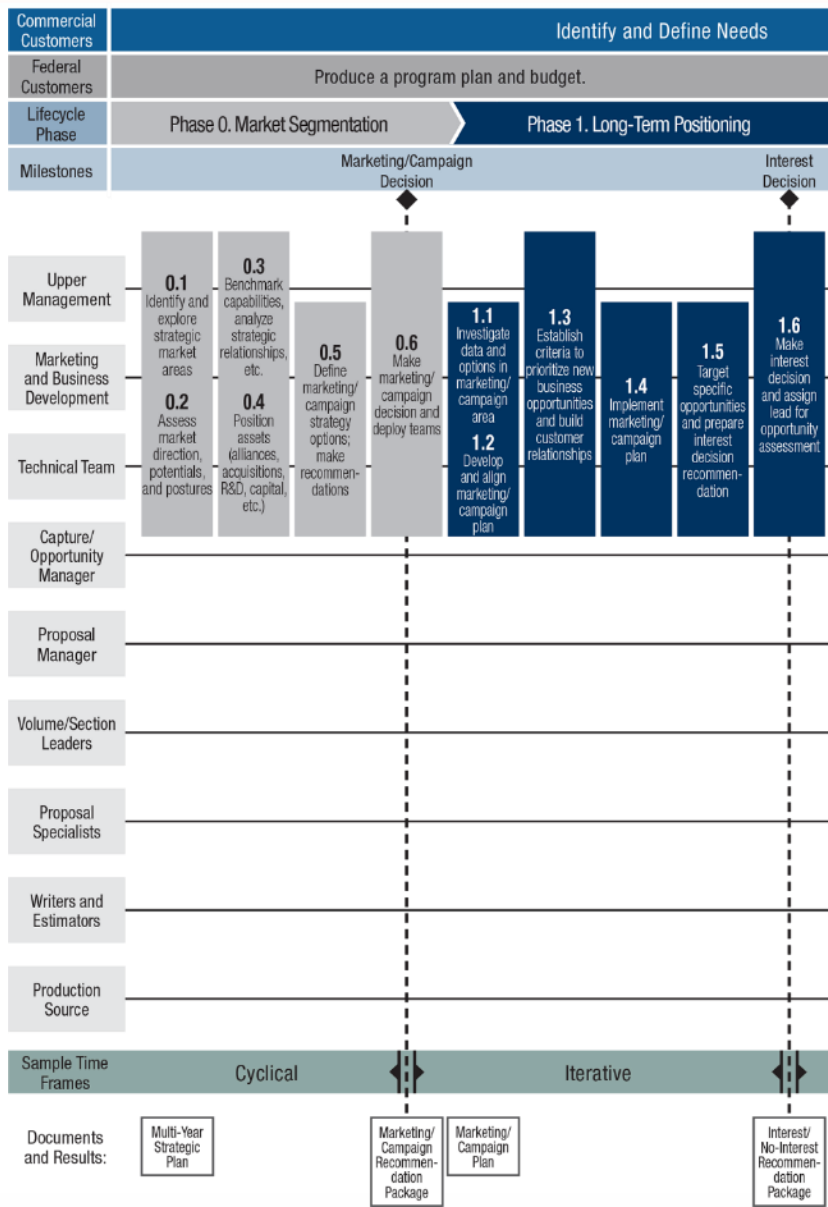 Commercial
Customers
Identify and Define Needs
Federal
Customers
Produce a program plan and budget.
Lifecycle
Phase
Phase 0. Market Segmentation
Phase 1. Long-Term Positioning
Milestones
Marketing/Campaign
Decision
Interest
Decision
Upper
Management
Marketing
and Business
Development
Technical Team
0.1
Identify and
explore
strategic
market
areas
0.2
Assess
market
direction,
potentials,
and postures
0.3
Benchmark
capabilities,
analyze
strategic
relationships,
etc.
0.4
Position
assets
(alliances,
acquisitions,
R&D, capital,
etc.)
0.5
Define
marketing/
campaign
strategy
options;
make
recommen-
dations
0.6
Make
marketing/
campaign
decision and
deploy teams
1.1
Investigate
data and
options in
marketing/
campaign
area
1.2
Develop
and align
marketing/
campaign
plan
1.3
Establish
criteria to
prioritize new
business
opportunities
and build
customer
relationships
1.4
Implement
marketing/
campaign
plan
1.5
Target
specific
opportunities
and prepare
interest
decision
recommen-
dation
1.6
Make
interest
decision
and assign
lead for
opportunity
assessment
Capture/
Opportunity
Manager
Proposal
Manager
Volume/Section
Leaders
Proposal
Specialists
Writers and
Estimators
Production
Source
Sample Time
Frames
Cyclical
Iterative
Documents
and Results:
Multi-Year
Strategic
Plan
Marketing/
Campaign
Recommen-
dation
Package
Marketing/
Campaign
Plan
Interest/
No-Interest
Recommen-
dation
Package